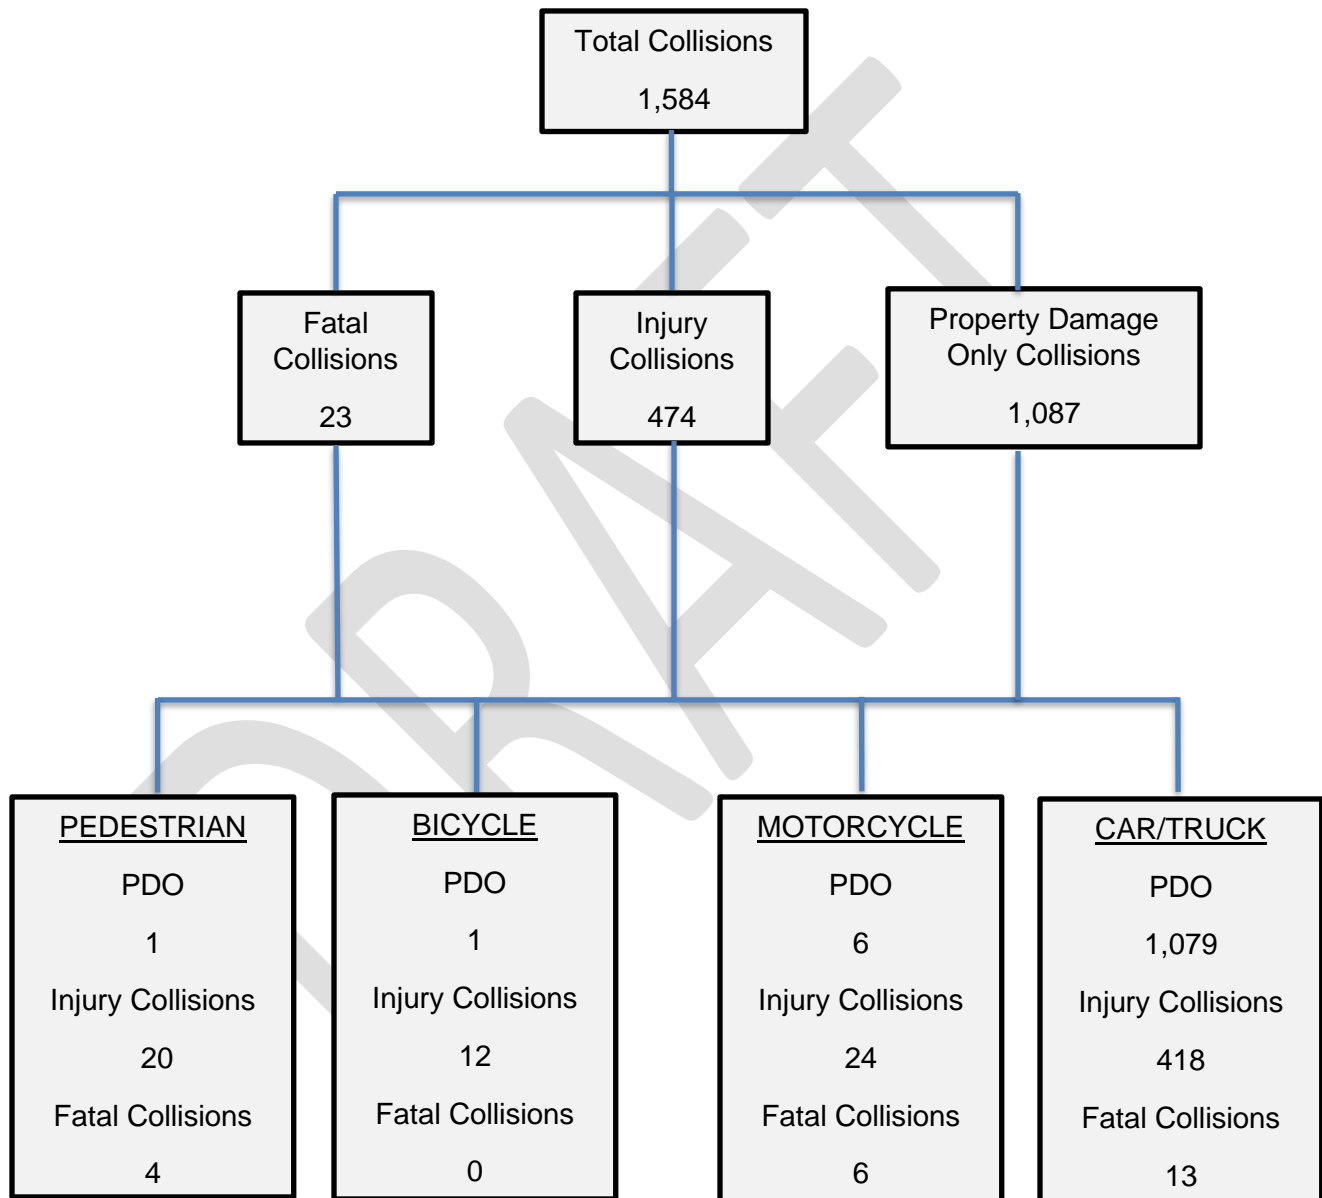 Total Collisions
1,584
Fatal
Collisions
23
Injury
Collisions
474
Property Damage
Only Collisions
1,087
PEDESTRIAN
PDO
1
Injury Collisions
20
Fatal Collisions
4
BICYCLE
PDO
1
Injury Collisions
12
Fatal Collisions
0
MOTORCYCLE
PDO
6
Injury Collisions
24
Fatal Collisions
6
CAR/TRUCK
PDO
1,079
Injury Collisions
418
Fatal Collisions
13
DRAFT